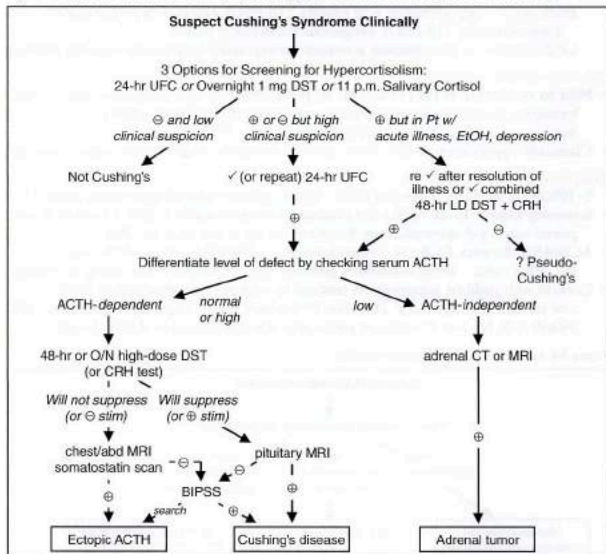 Suspect Cushing's Syndrome Clinically
3 Options for Screening for Hypercortisolism:
24-hr UFC or Overnight 1 mg DST or 11 p.m. Salivary Cortisol
⊖ and low
clinical suspicion
⊕ or ⊖ but high
clinical suspicion
⊕ but in Pt w/
acute illness, EtOH, depression
Not Cushing's
✓ (or repeat) 24-hr UFC
re ✓ after resolution of
illness or ✓ combined
48-hr LD DST + CRH
⊕
⊕
⊖
Differentiate level of defect by checking serum ACTH
? Pseudo-
Cushing's
ACTH-dependent
normal
or high
low
ACTH-independent
48-hr or O/N high-dose DST
(or CRH test)
adrenal CT or MRI
Will not suppress
(or ⊖ stim)
Will suppress
(or ⊕ stim)
chest/abd MRI
somatostatin scan
⊖
⊖
pituitary MRI
⊕
BIPSS
⊕
search
⊕
⊕
Ectopic ACTH
Cushing's disease
Adrenal tumor